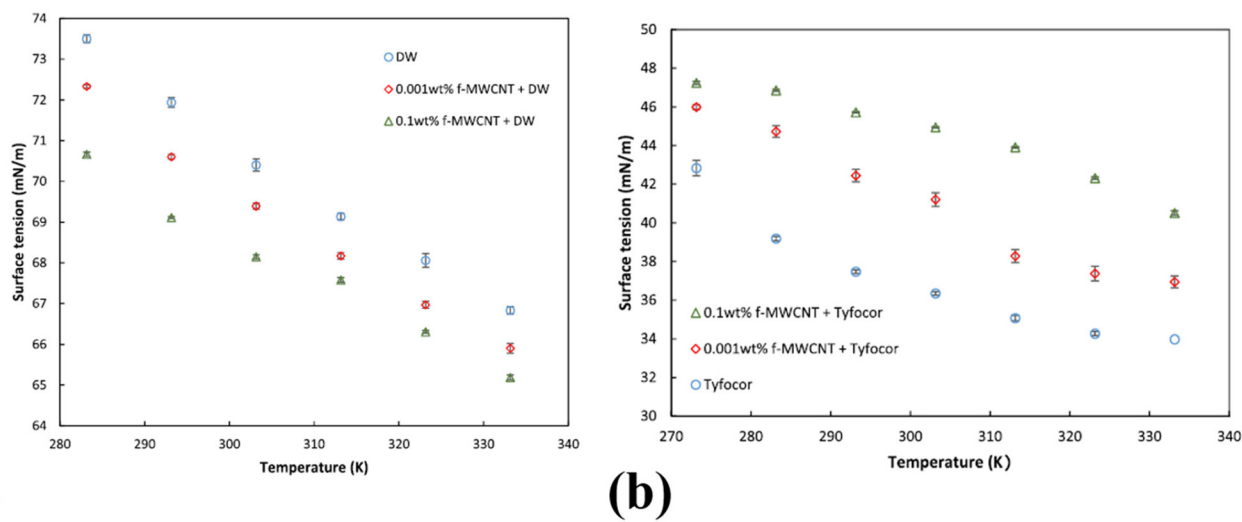 74
73
72
71
70
69
68
67
66
65
64
280 290 300 310 320 330 340
Surface tension (mN/m)
Temperature (K)
DW
0.001wt% f-MWCNT + DW
0.1wt% f-MWCNT + DW
50
48
46
44
42
40
38
36
34
32
30
270 280 290 300 310 320 330 340
Surface tension (mN/m)
Temperature (K)
0.1wt% f-MWCNT + Tyfocor
0.001wt% f-MWCNT + Tyfocor
Tyfocor
(b)